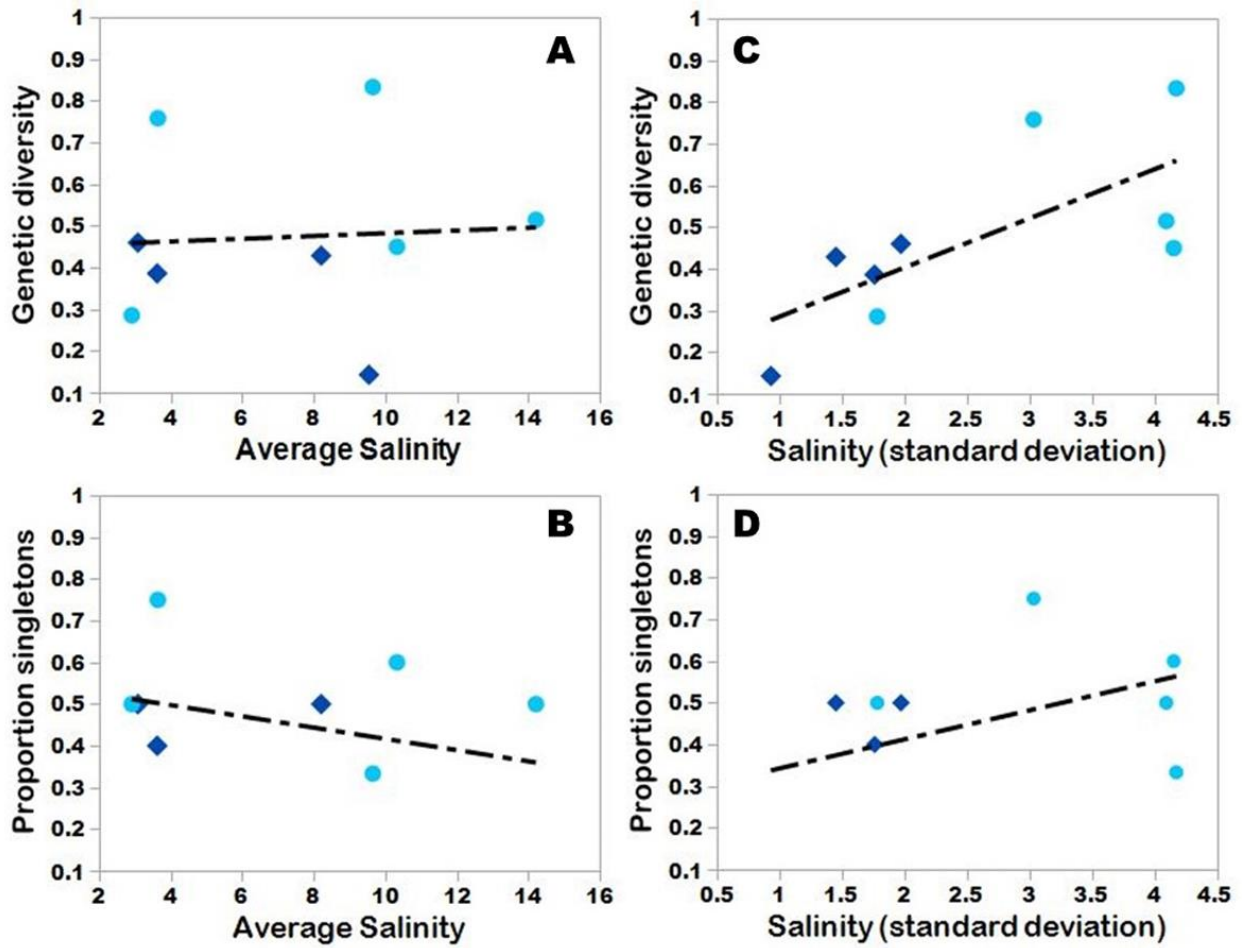 A
Genetic diversity
1
0.9
0.8
0.7
0.6
0.5
0.4
0.3
0.2
0.1
2 4 6 8 10 12 14 16
Average Salinity
C
Genetic diversity
1
0.9
0.8
0.7
0.6
0.5
0.4
0.3
0.2
0.1
0.5 1 1.5 2 2.5 3 3.5 4 4.5
Salinity (standard deviation)
B
Proportion singletons
1
0.9
0.8
0.7
0.6
0.5
0.4
0.3
0.2
0.1
2 4 6 8 10 12 14 16
Average Salinity
D
Proportion singletons
1
0.9
0.8
0.7
0.6
0.5
0.4
0.3
0.2
0.1
0.5 1 1.5 2 2.5 3 3.5 4 4.5
Salinity (standard deviation)